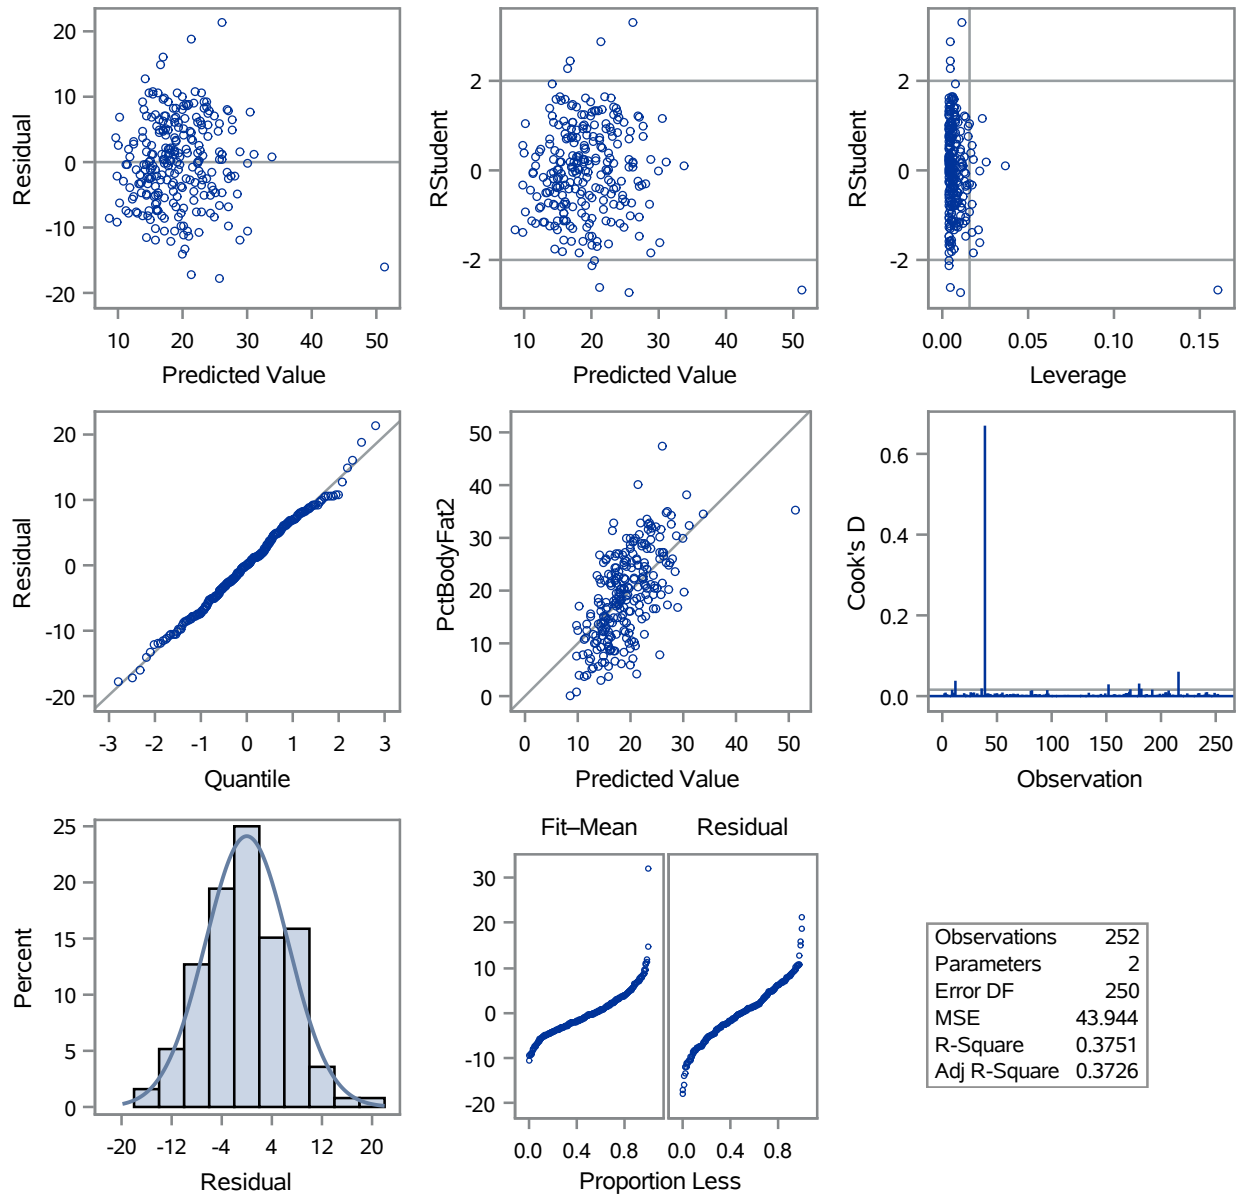 20
10
0
-10
-20
Residual
10 20 30 40 50
Predicted Value
2
0
-2
RStudent
10 20 30 40 50
Predicted Value
2
0
-2
RStudent
0.00 0.05 0.10 0.15
Leverage
20
10
0
-10
-20
Residual
-3 -2 -1 0 1 2 3
Quantile
50
40
30
20
10
0
PctBodyFat2
0 10 20 30 40 50
Predicted Value
0.6
0.4
0.2
0.0
Cook's D
0 50 100 150 200 250
Observation
25
20
15
10
5
0
Percent
-20 -12 -4 4 12 20
Residual
Fit–Mean Residual
30
20
10
0
-10
-20
0.0 0.4 0.8 0.0 0.4 0.8
Proportion Less
Observations 252
Parameters 2
Error DF 250
MSE 43.944
R-Square 0.3751
Adj R-Square 0.3726